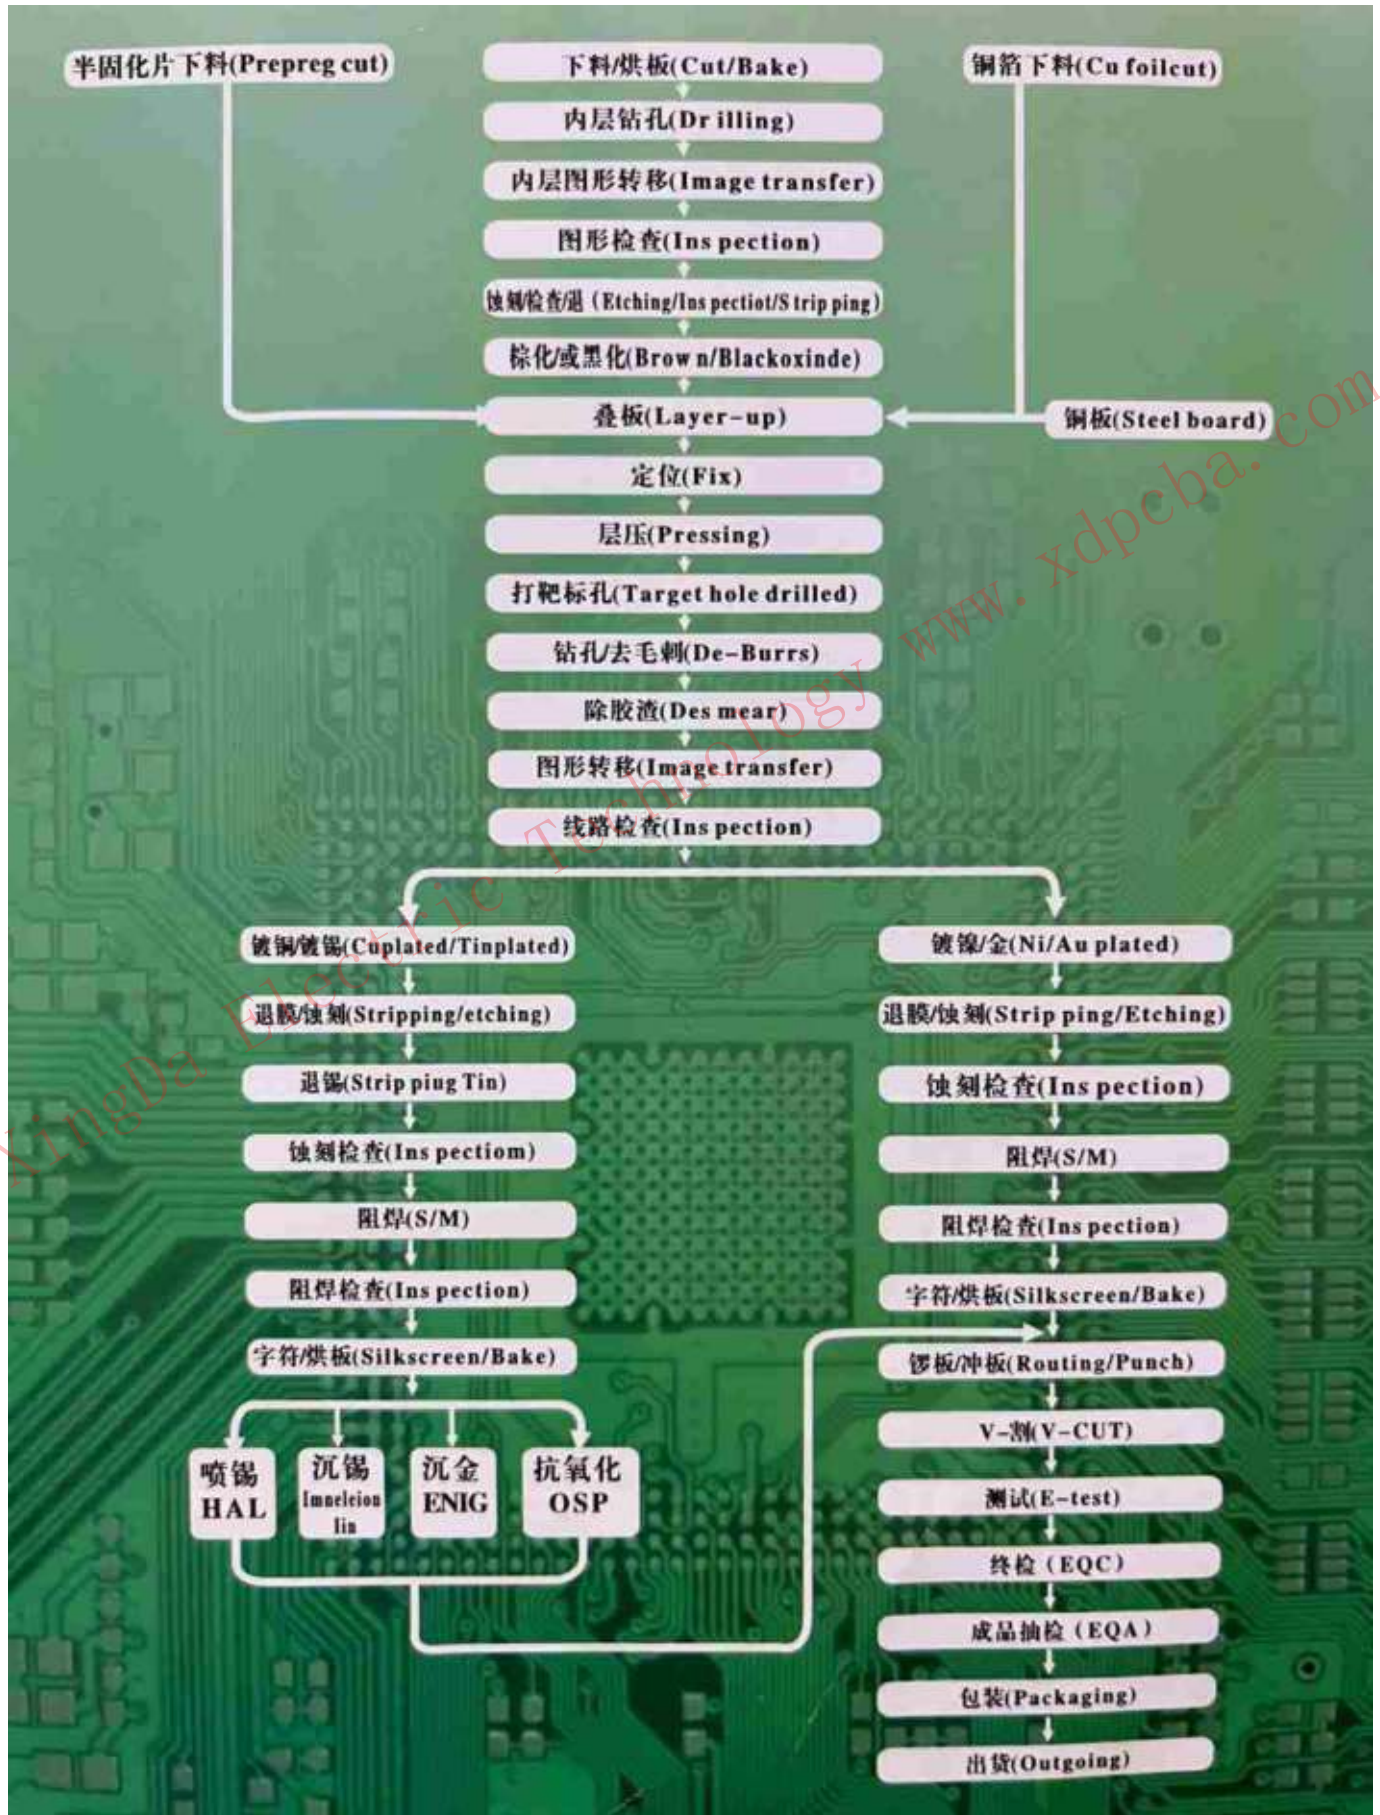 半固化片下料(Prepreg cut)
下料/烘板(Cut/Bake)
铜箔下料(Cu foilcut)
内层钻孔(Dr illing)
内层图形转移(Image transfer)
图形检查(Ins pection)
蚀刻/检查/退（Etching/Ins pectiot/S trip ping）
棕化/或黑化(Brow n/Blackoxinde)
叠板(Layer-up)
钢板(Steel board)
定位(Fix)
层压(Pressing)
打靶标孔(Target hole drilled)
钻孔/去毛刺(De-Burrs)
除胶渣(Des mear)
图形转移(Image transfer)
线路检查(Ins pection)
镀铜/镀锡(Cuplated/Tinplated)
退膜/蚀刻(Stripping/etching)
退锡(Strip piug Tin)
蚀刻检查(Ins pectiom)
阻焊(S/M)
阻焊检查(Ins pection)
字符/烘板(Silkscreen/Bake)
喷锡
HAL
沉锡
Imneleion
Iin
沉金
ENIG
抗氧化
OSP
镀镍/金(Ni/Au plated)
退膜/蚀刻(Strip ping/Etching)
蚀刻检查(Ins pection)
阻焊(S/M)
阻焊检查(Ins pection)
字符/烘板(Silkscreen/Bake)
锣板/冲板(Routing/Punch)
V-割(V-CUT)
测试(E-test)
终检（EQC）
成品抽检（EQA）
包装(Packaging)
出货(Outgoing)
XingDa Electric Technology www.xdpcba.com